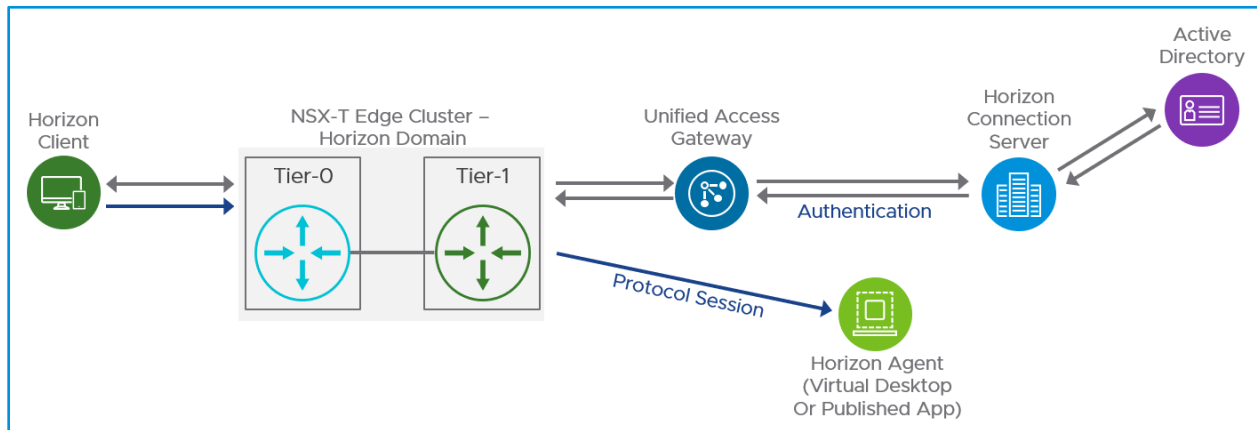 Active
Directory
Horizon
Connection
Server
Unified Access
Gateway
NSX-T Edge Cluster –
Horizon Domain
Horizon
Client
Tier-0
Tier-1
Authentication
Protocol Session
Horizon Agent
(Virtual Desktop
Or Published App)